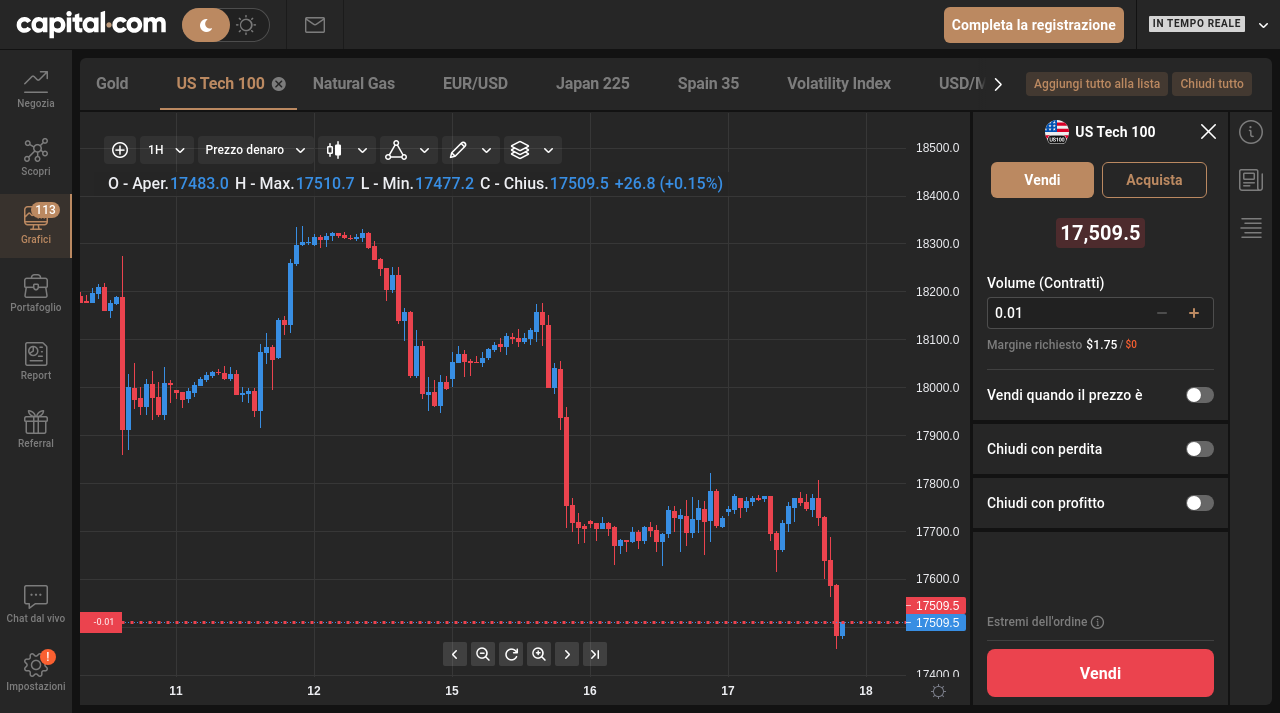 capital.com
Completa la registrazione
IN TEMPO REALE
Negozia
Scopri
113
Grafici
Portafoglio
Report
Referral
Chat dal vivo
!
Impostazioni
Gold
US Tech 100
Natural Gas
EUR/USD
Japan 225
Spain 35
Volatility Index
USD/M
Aggiungi tutto alla lista
Chiudi tutto
1H
Prezzo denaro
O - Aper.17483.0 H - Max.17510.7 L - Min.17477.2 C - Chius.17509.5 +26.8 (+0.15%)
18500.0
18400.0
18300.0
18200.0
18100.0
18000.0
17900.0
17800.0
17700.0
17600.0
17509.5
17509.5
17400.0
-0.01
11 12 15 16 17 18
US100
US Tech 100
Vendi
Acquista
17,509.5
Volume (Contratti)
0.01
Margine richiesto $1.75 / $0
Vendi quando il prezzo è
Chiudi con perdita
Chiudi con profitto
Estremi dell'ordine
Vendi